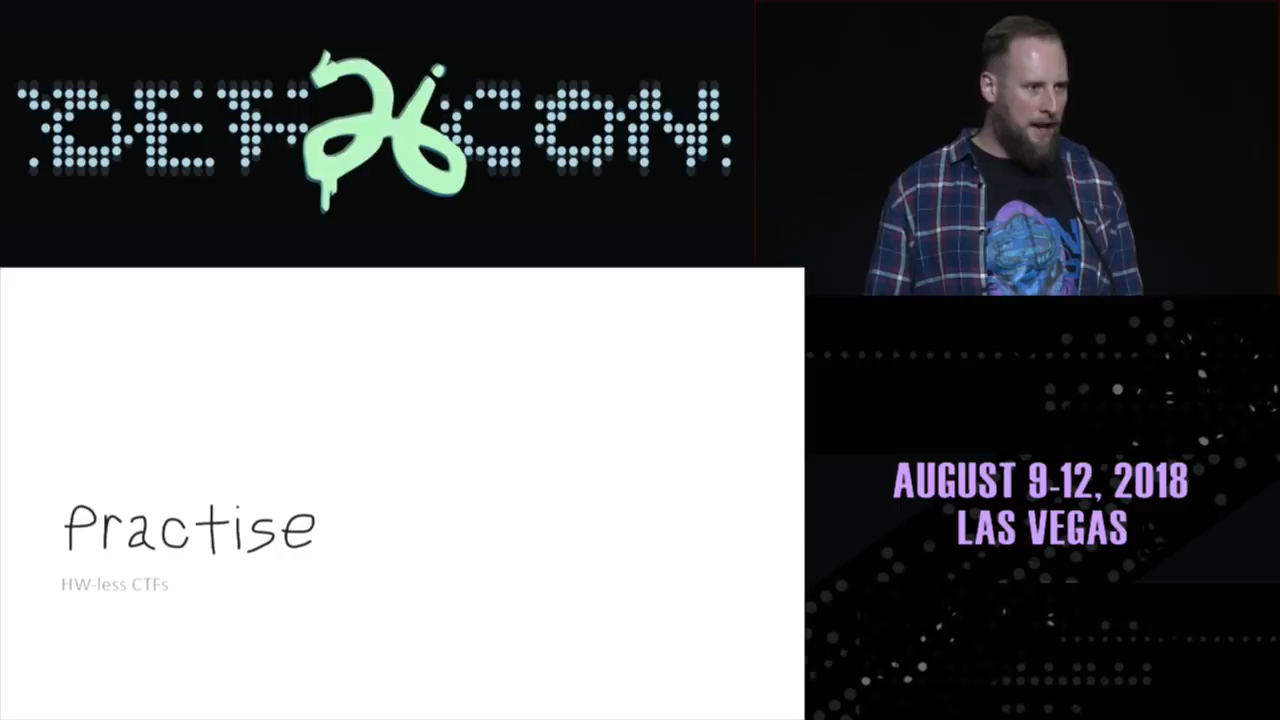 DEF 26 CON
AUGUST 9-12, 2018
LAS VEGAS
Practise
HW-less CTFs